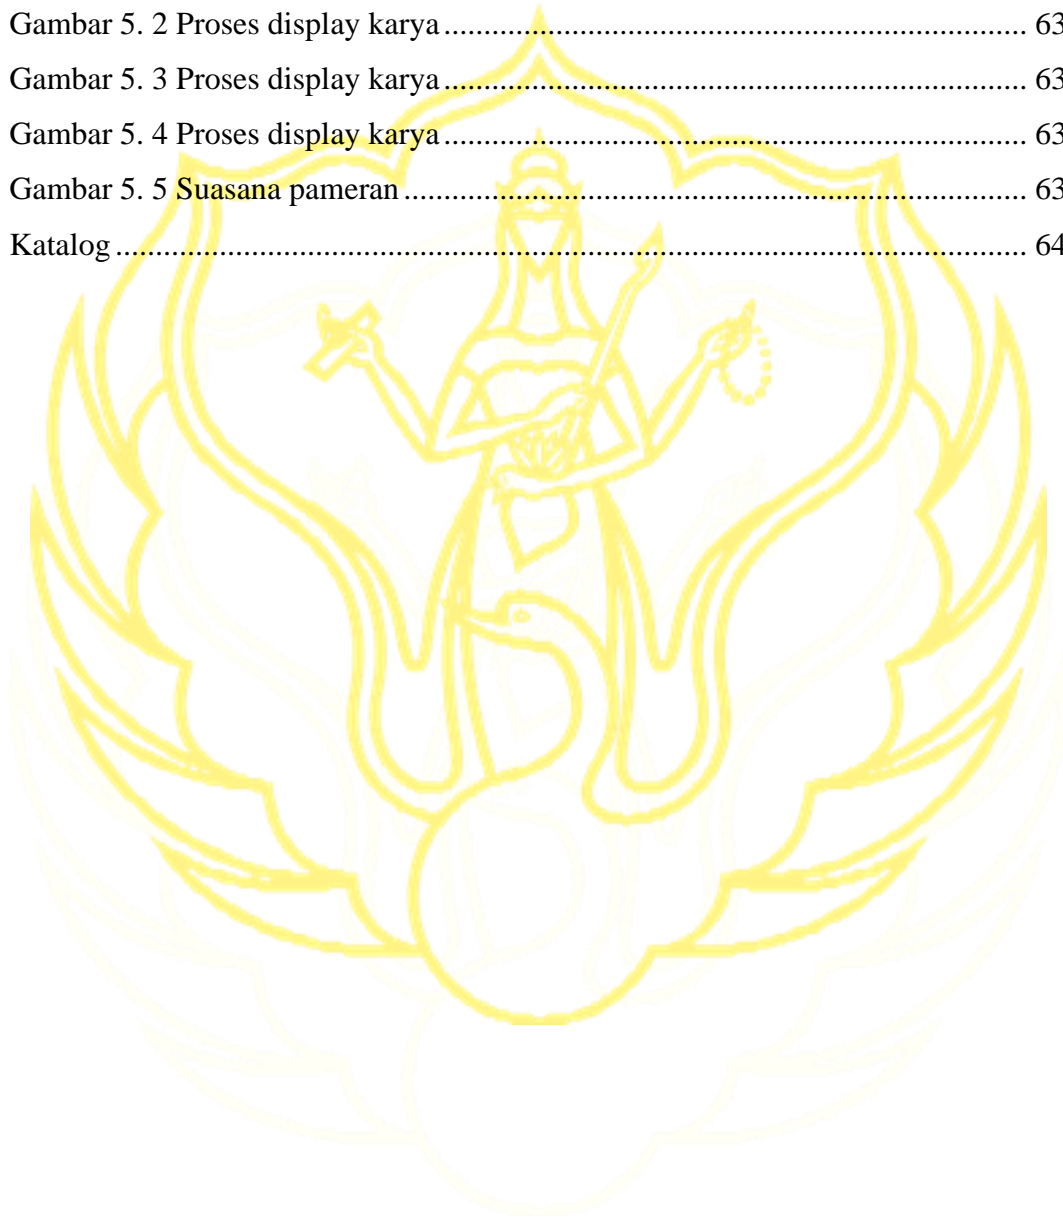 Gambar 5. 2 Proses display karya ........................................................................... 63
Gambar 5. 3 Proses display karya ........................................................................... 63
Gambar 5. 4 Proses display karya ........................................................................... 63
Gambar 5. 5 Suasana pameran ................................................................................ 63
Katalog ..................................................................................................................... 64